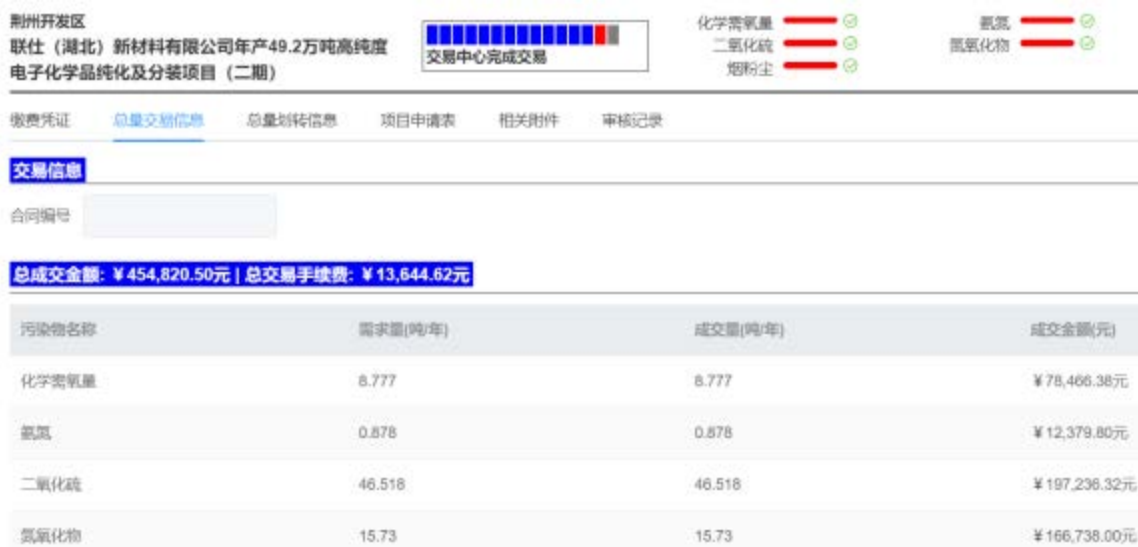 荆州开发区
联仕（湖北）新材料有限公司年产49.2万吨高纯度
电子化学品纯化及分装项目（二期）
交易中心完成交易
化学需氧量
氨氮
二氧化硫
氮氧化物
烟粉尘
缴费凭证 总量交易信息 总量划转信息 项目申请表 相关附件 审核记录
交易信息
合同编号
总成交金额: ￥454,820.50元 | 总交易手续费: ￥13,644.62元
污染物名称 需求量(吨/年) 成交量(吨/年) 成交金额(元)
化学需氧量 8.777 8.777 ￥78,466.38元
氨氮 0.878 0.878 ￥12,379.80元
二氧化硫 46.518 46.518 ￥197,236.32元
氮氧化物 15.73 15.73 ￥166,738.00元